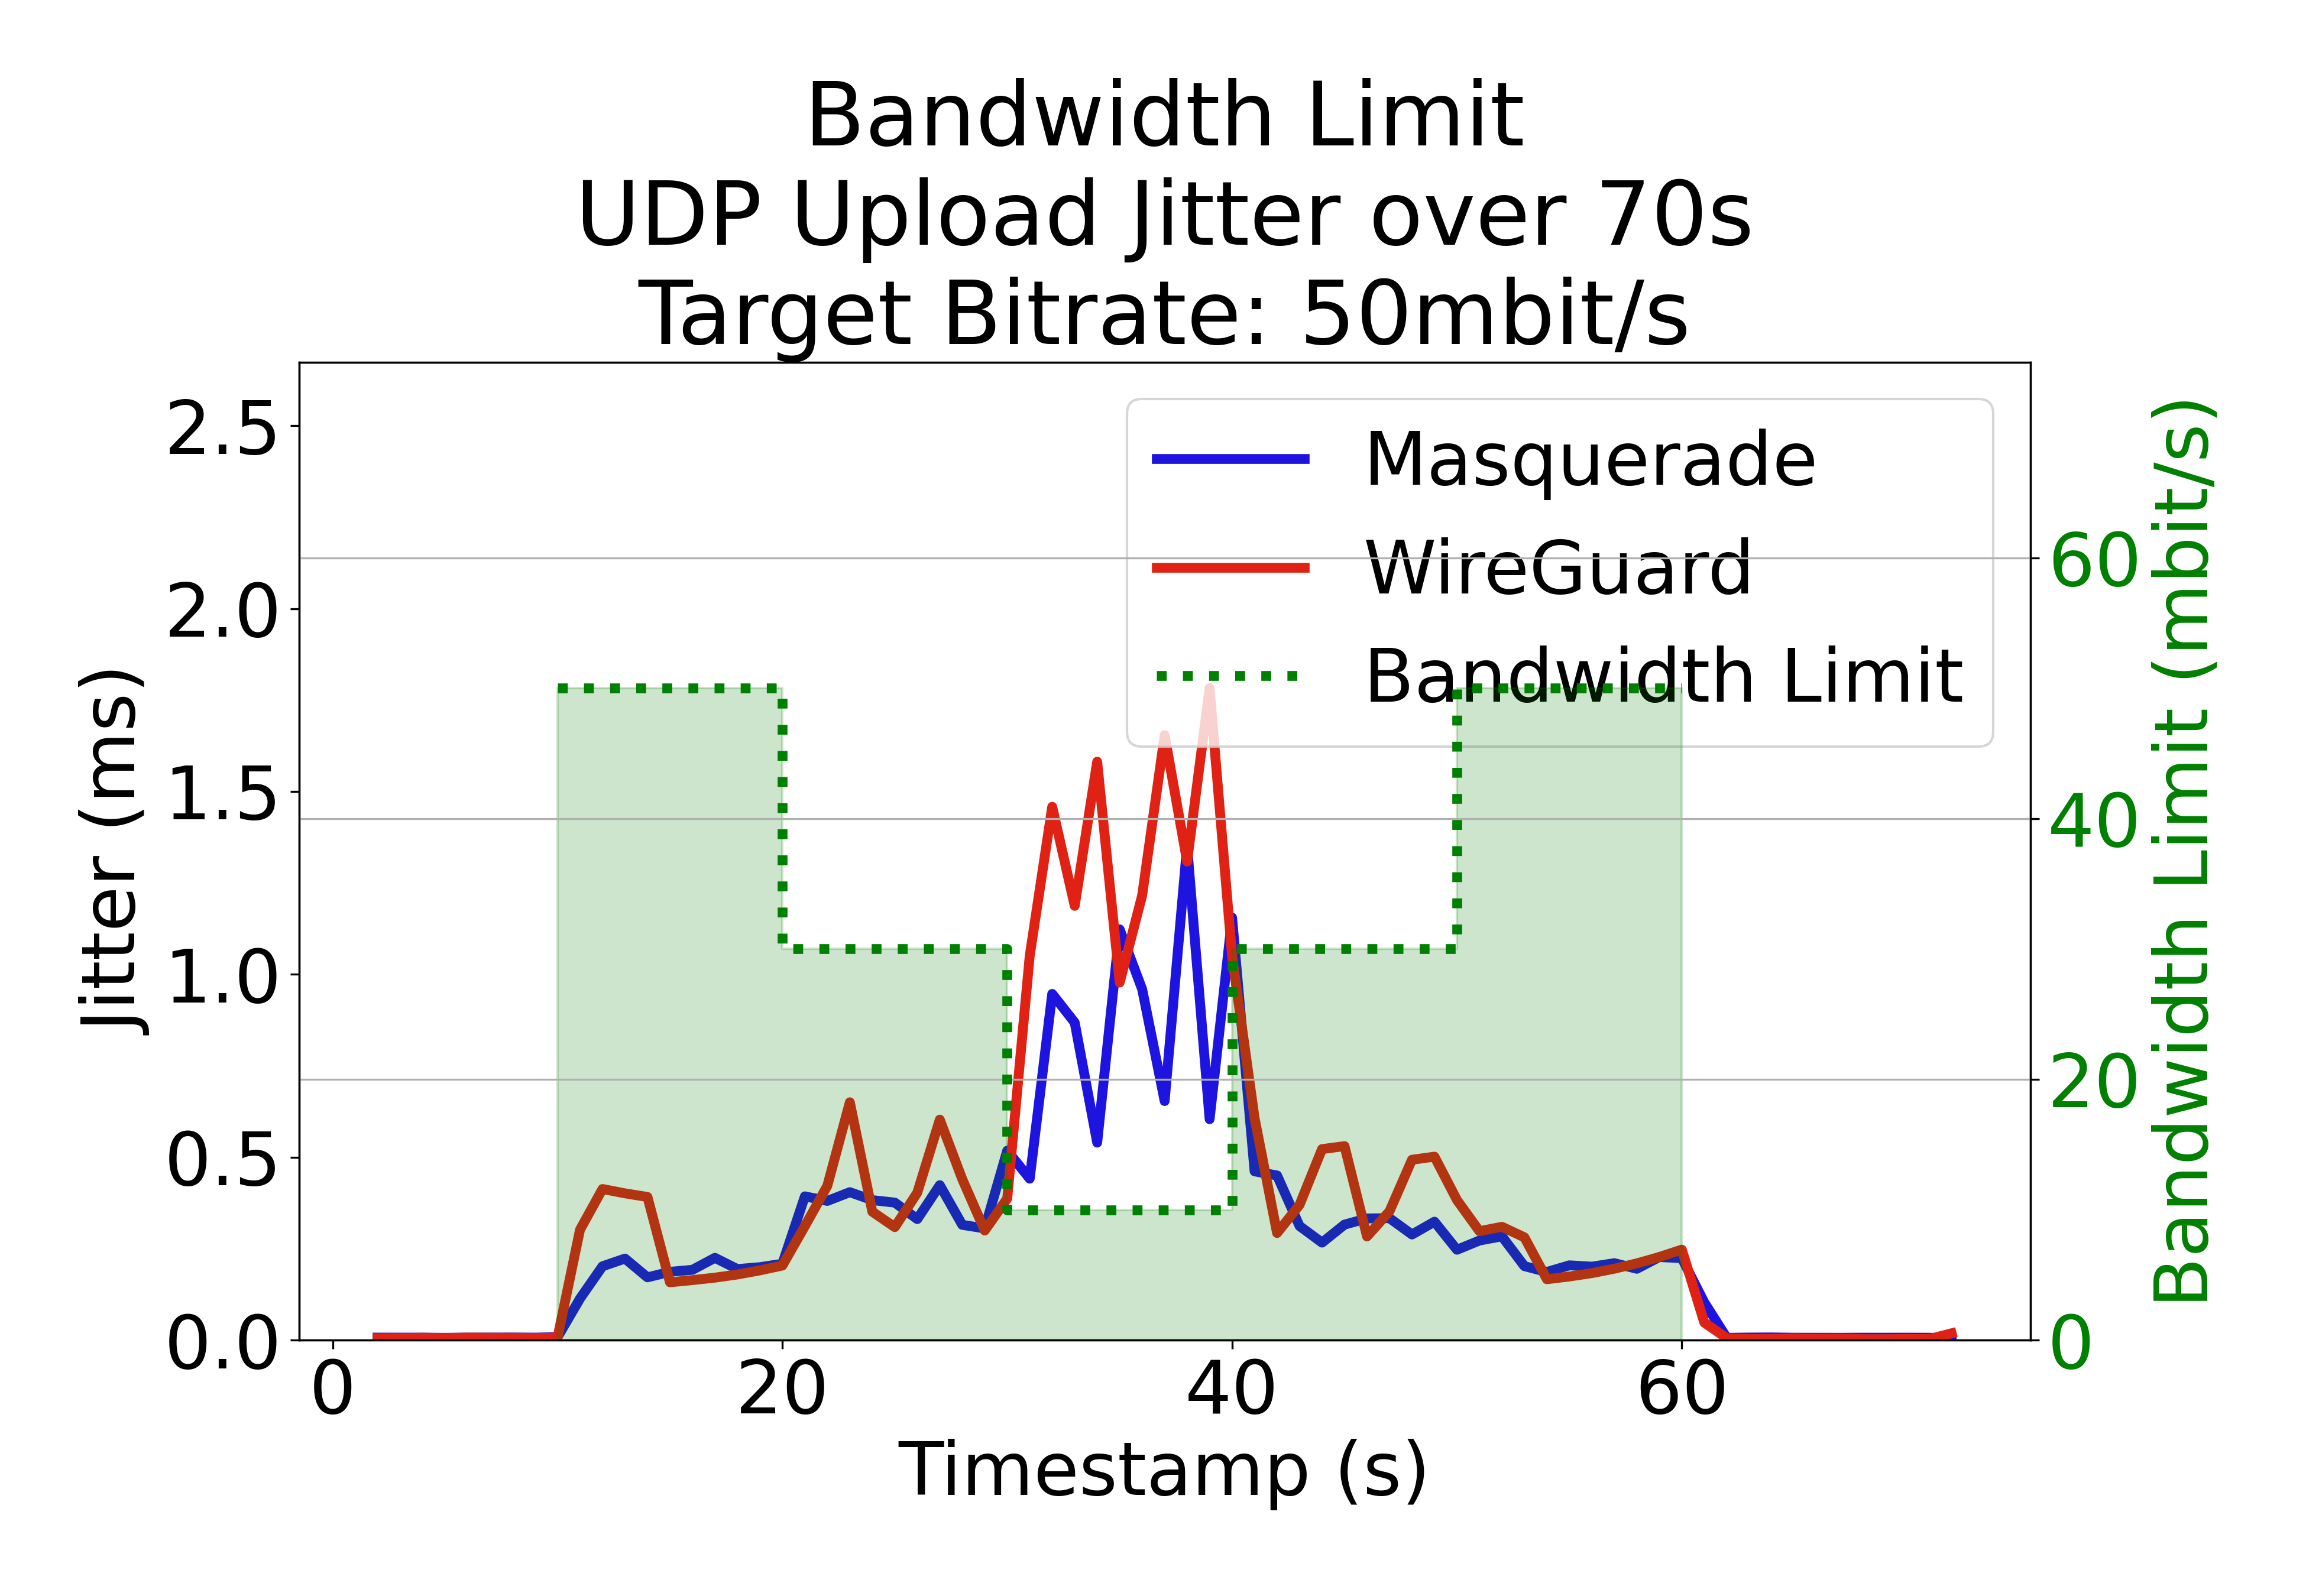 Bandwidth Limit
UDP Upload Jitter over 70s
Target Bitrate: 50mbit/s
Jitter (ms)
2.5
2.0
1.5
1.0
0.5
0.0
Masquerade
WireGuard
Bandwidth Limit
60
40
20
0
Bandwidth Limit (mbit/s)
0 20 40 60
Timestamp (s)